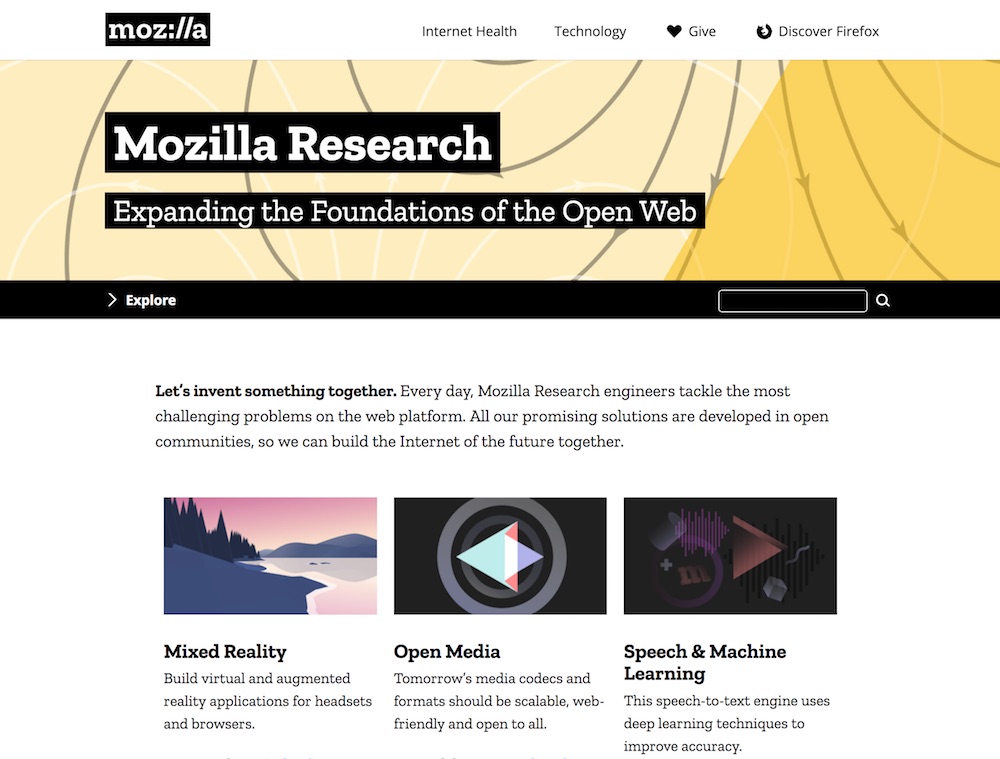 moz://a
Internet Health Technology Give Discover Firefox
Mozilla Research
Expanding the Foundations of the Open Web
Explore
Let’s invent something together. Every day, Mozilla Research engineers tackle the most
challenging problems on the web platform. All our promising solutions are developed in open
communities, so we can build the Internet of the future together.
m
Mixed Reality
Build virtual and augmented
reality applications for headsets
and browsers.
Open Media
Tomorrow’s media codecs and
formats should be scalable, web-
friendly and open to all.
Speech & Machine
Learning
This speech-to-text engine uses
deep learning techniques to
improve accuracy.